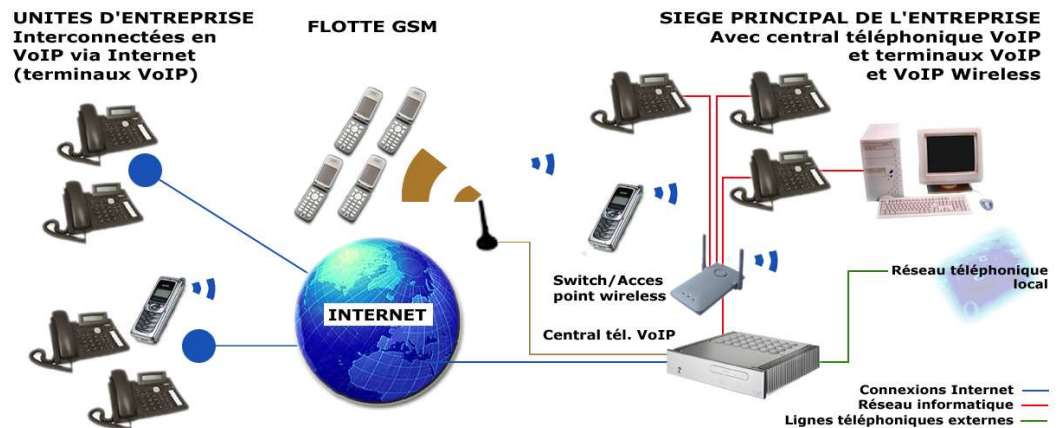 UNITES D'ENTREPRISE
Interconnectées en
VoIP via Internet
(terminaux VoIP)
FLOTTE GSM
SIEGE PRINCIPAL DE L'ENTREPRISE
Avec central téléphonique VoIP
et terminaux VoIP
et VoIP Wireless
Switch/Acces
point wireless
Réseau téléphonique
local
INTERNET
Central tél. VoIP
Connexions Internet
Réseau informatique
Lignes téléphoniques externes